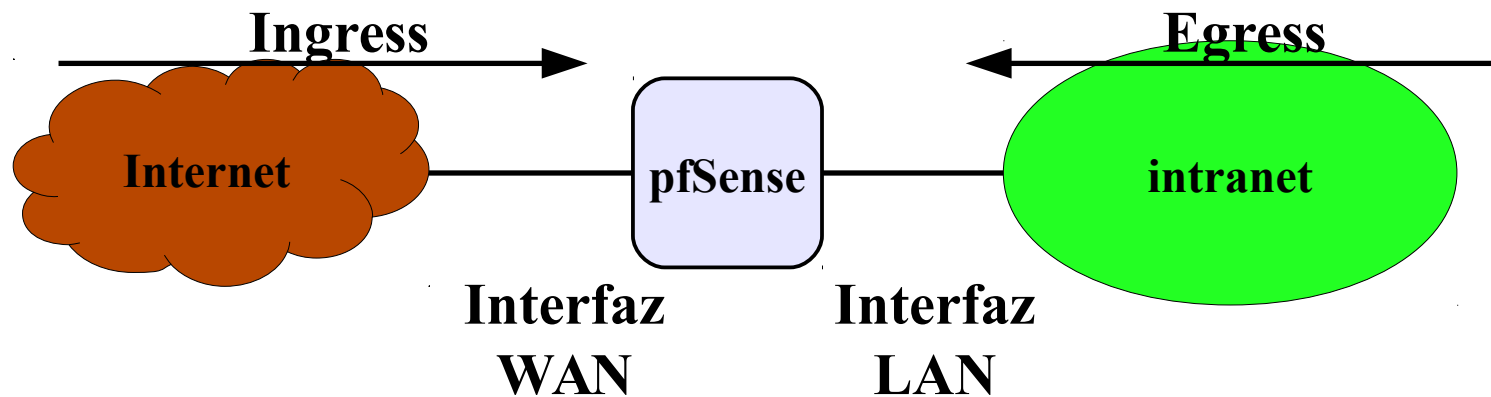 Ingress
Egress
Internet
pfSense
intranet
Interfaz
WAN
Interfaz
LAN